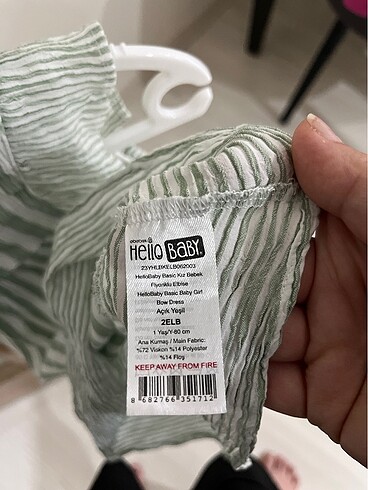 Hello BABY.
23YHLBKELB062003
HelloBaby Basic Kız Bebek
Fiyonklu Elbise
HelloBaby Basic Baby Girl
Bow Dress
Açık Yeşil
2ELB
1 Yaş/Y-80 cm
Ana Kumaş / Main Fabric:
%72 Viskon %14 Polyester
%14 Floş
KEEP AWAY FROM FIRE
8 682766 351712